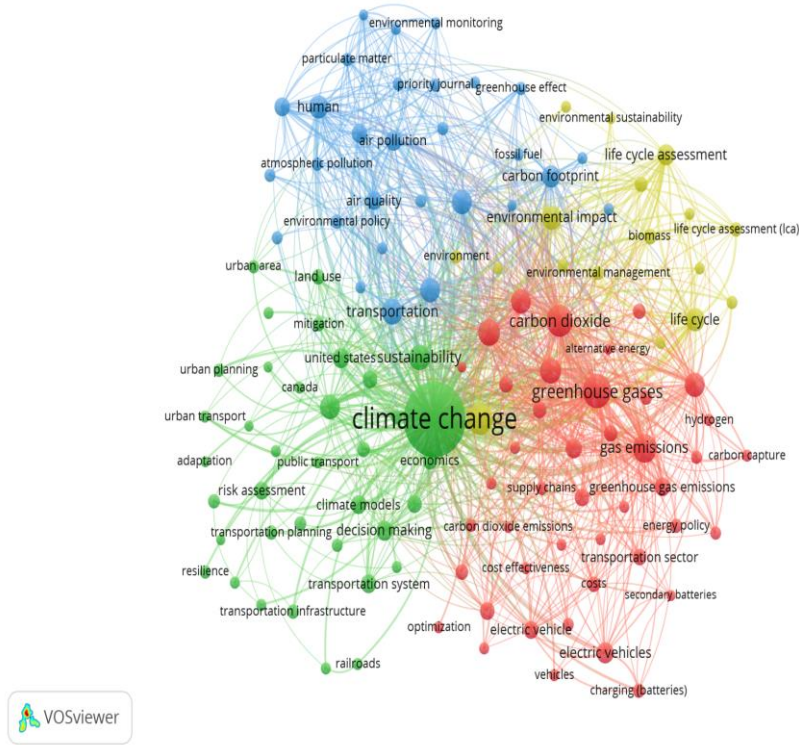 environmental monitoring
particulate matter
priority journal
greenhouse effect
human
environmental sustainability
air pollution
life cycle assessment
fossil fuel
atmospheric pollution
carbon footprint
air quality
environmental impact
environmental policy
life cycle assessment (lca)
biomass
environment
urban area
land use
environmental management
transportation
carbon dioxide
life cycle
mitigation
alternative energy
united states
sustainability
urban planning
canada
greenhouse gases
urban transport
climate change
hydrogen
gas emissions
adaptation
public transport
economics
carbon capture
risk assessment
supply chains
greenhouse gas emissions
climate models
transportation planning
decision making
carbon dioxide emissions
energy policy
transportation sector
resilience
cost effectiveness
transportation system
costs
secondary batteries
transportation infrastructure
optimization
electric vehicle
electric vehicles
railroads
vehicles
charging (batteries)
VOSviewer